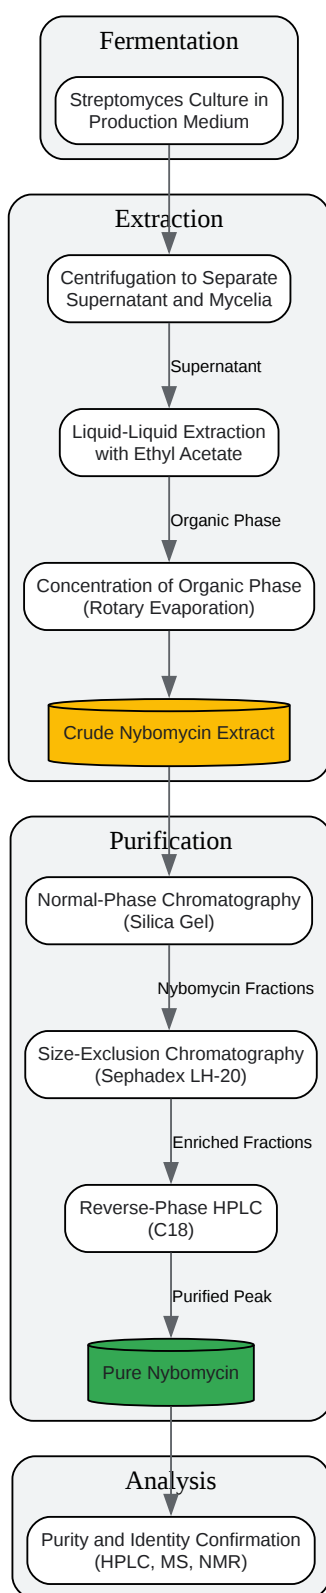 Fermentation
Streptomyces Culture in
Production Medium
Extraction
Centrifugation to Separate
Supernatant and Mycelia
Supernatant
Liquid-Liquid Extraction
with Ethyl Acetate
Organic Phase
Concentration of Organic Phase
(Rotary Evaporation)
Crude Nybomycin Extract
Purification
Normal-Phase Chromatography
(Silica Gel)
Nybomycin Fractions
Size-Exclusion Chromatography
(Sephadex LH-20)
Enriched Fractions
Reverse-Phase HPLC
(C18)
Purified Peak
Pure Nybomycin
Analysis
Purity and Identity Confirmation
(HPLC, MS, NMR)